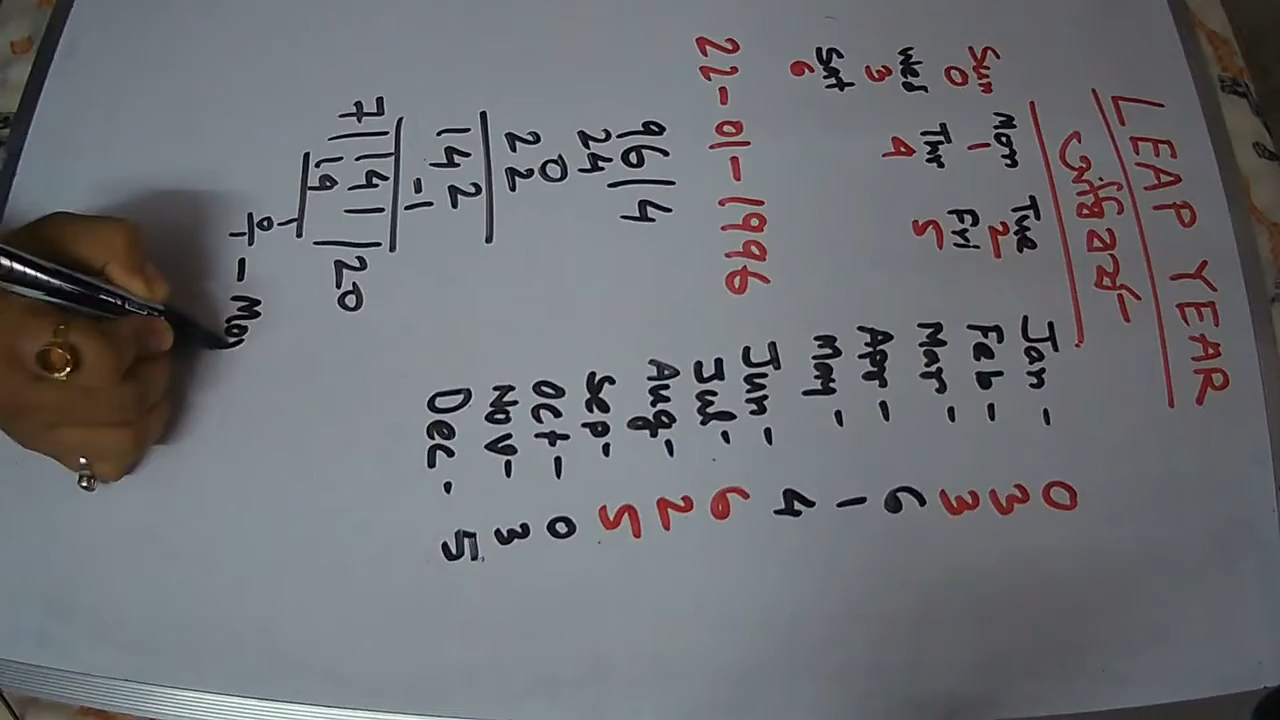 LEAP YEAR
Sun Mon Tue
0 1 2
Wed Thr Fri
3 4 5
Sat
6
22-01-1996
96/4
24
0
22
142
-1
7|141|20
14
1
0
1 - Mon
Jan - 0
Feb - 3
Mar - 3
Apr - 6
May - 1
Jun - 4
Jul - 6
Aug - 2
Sep - 5
Oct - 0
Nov - 3
Dec - 5